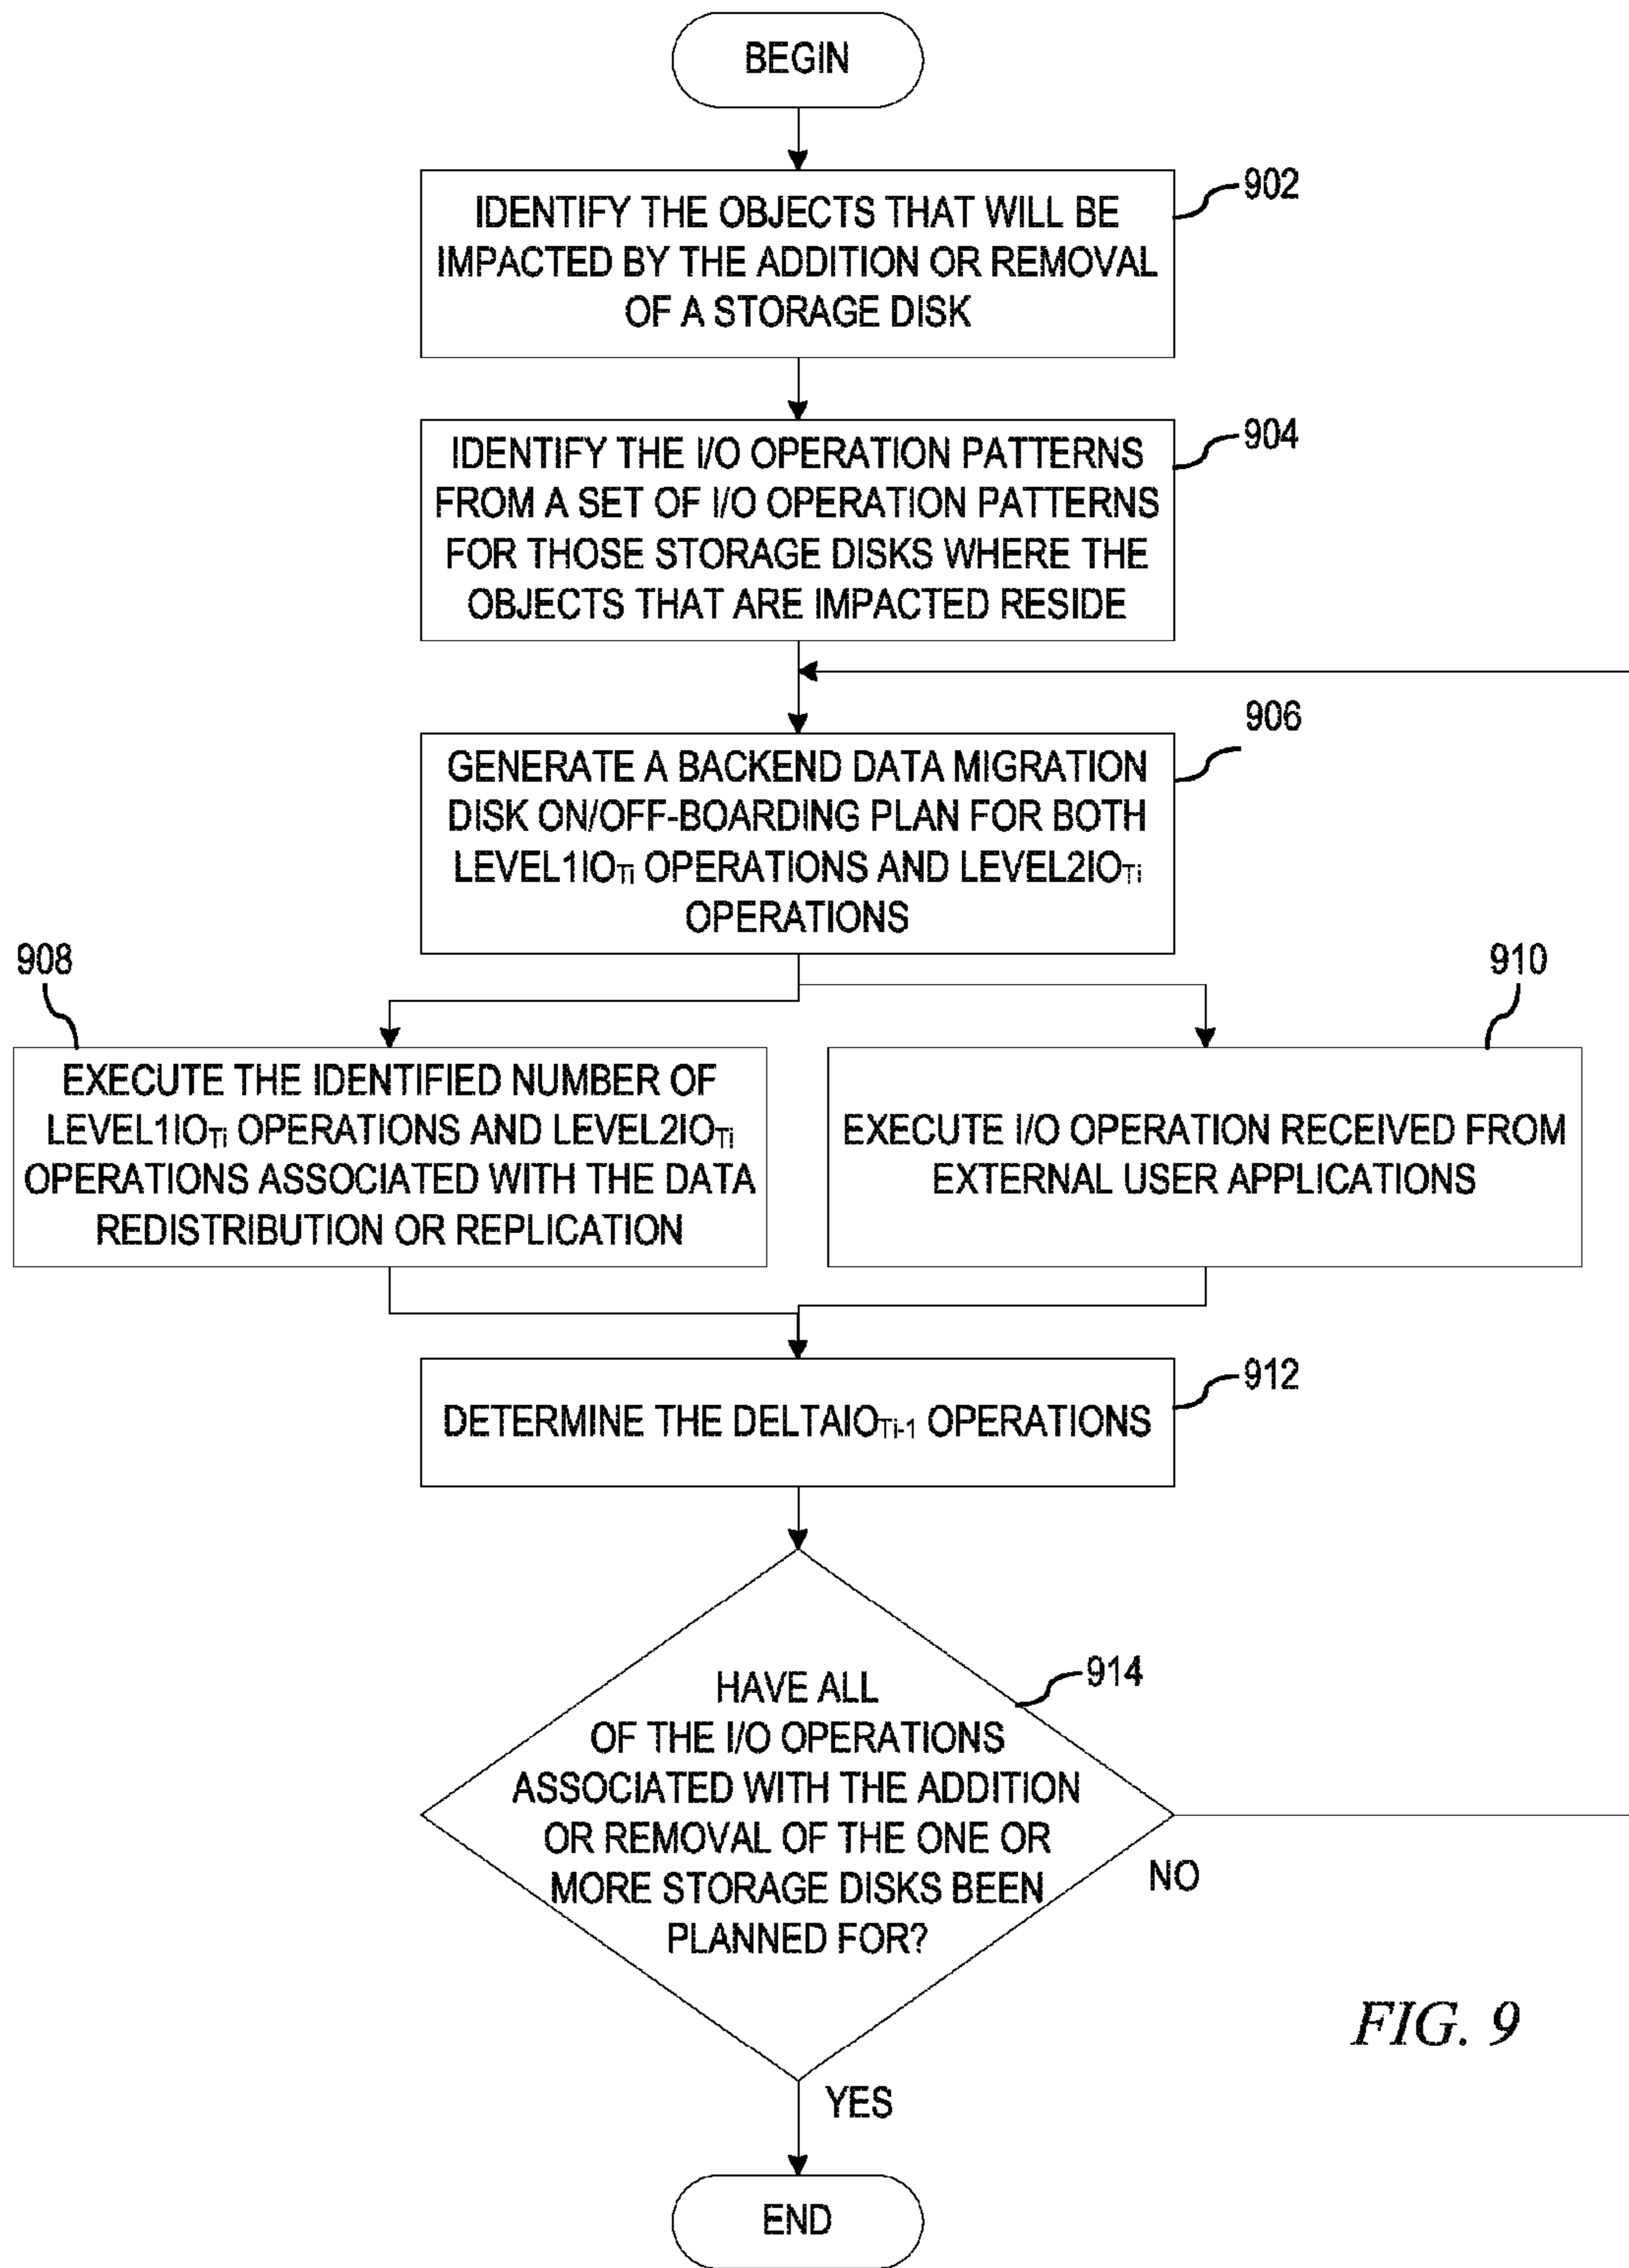 BEGIN
902
IDENTIFY THE OBJECTS THAT WILL BE
IMPACTED BY THE ADDITION OR REMOVAL
OF A STORAGE DISK
904
IDENTIFY THE I/O OPERATION PATTERNS
FROM A SET OF I/O OPERATION PATTERNS
FOR THOSE STORAGE DISKS WHERE THE
OBJECTS THAT ARE IMPACTED RESIDE
906
GENERATE A BACKEND DATA MIGRATION
DISK ON/OFF-BOARDING PLAN FOR BOTH
LEVEL1IOTi OPERATIONS AND LEVEL2IOTi
OPERATIONS
908
EXECUTE THE IDENTIFIED NUMBER OF
LEVEL1IOTi OPERATIONS AND LEVEL2IOTi
OPERATIONS ASSOCIATED WITH THE DATA
REDISTRIBUTION OR REPLICATION
910
EXECUTE I/O OPERATION RECEIVED FROM
EXTERNAL USER APPLICATIONS
912
DETERMINE THE DELTAIOTi-1 OPERATIONS
914
HAVE ALL
OF THE I/O OPERATIONS
ASSOCIATED WITH THE ADDITION
OR REMOVAL OF THE ONE OR
MORE STORAGE DISKS BEEN
PLANNED FOR?
NO
YES
END
FIG. 9